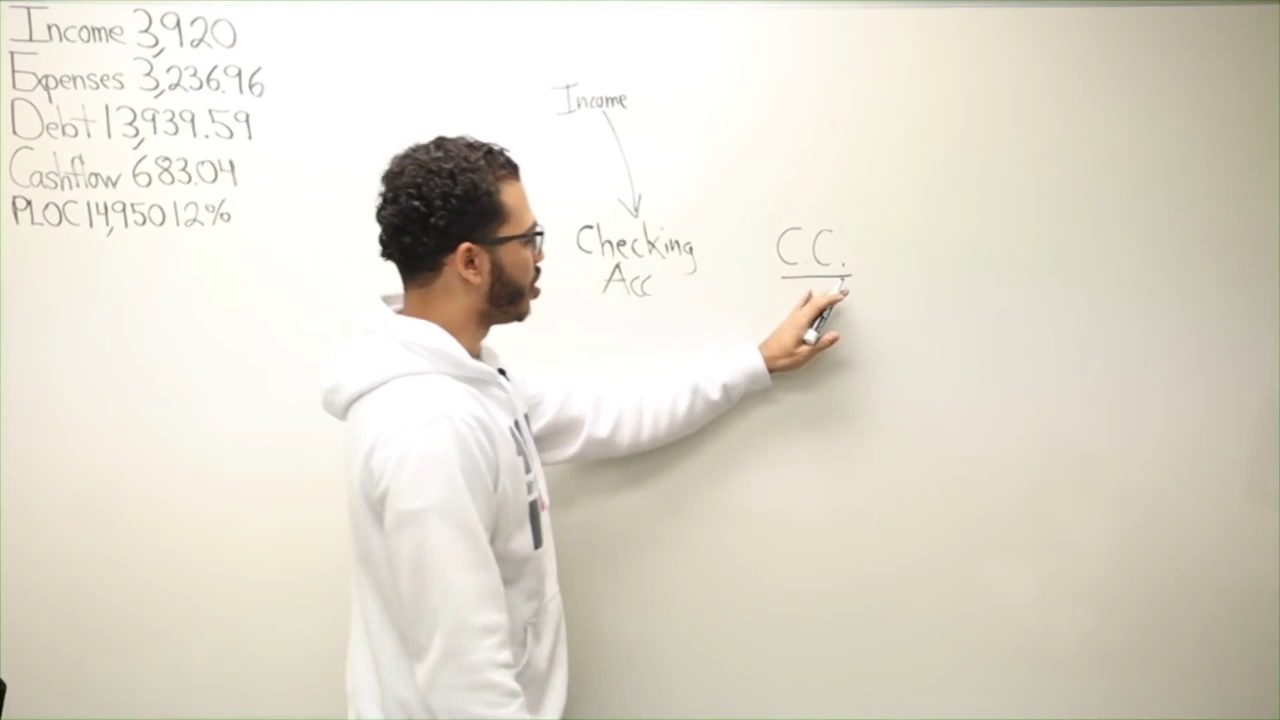 Income 3,920
Expenses 3,236.96
Debt 13,939.59
Cashflow 683.04
PLOC 14,950 12%
Income
Checking
Acc
C.C.